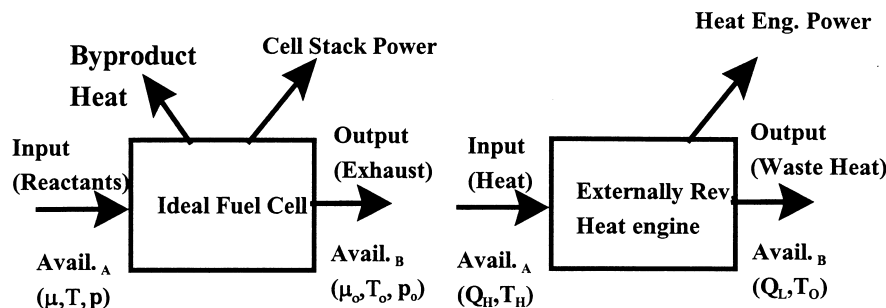 Byproduct
Heat
Cell Stack Power
Input
(Reactants)
Ideal Fuel Cell
Output
(Exhaust)
Avail. A
(μ,T,p)
Avail. B
(μo,To, po)
Heat Eng. Power
Input
(Heat)
Externally Rev.
Heat engine
Output
(Waste Heat)
Avail. A
(QH,TH)
Avail. B
(QL,TO)